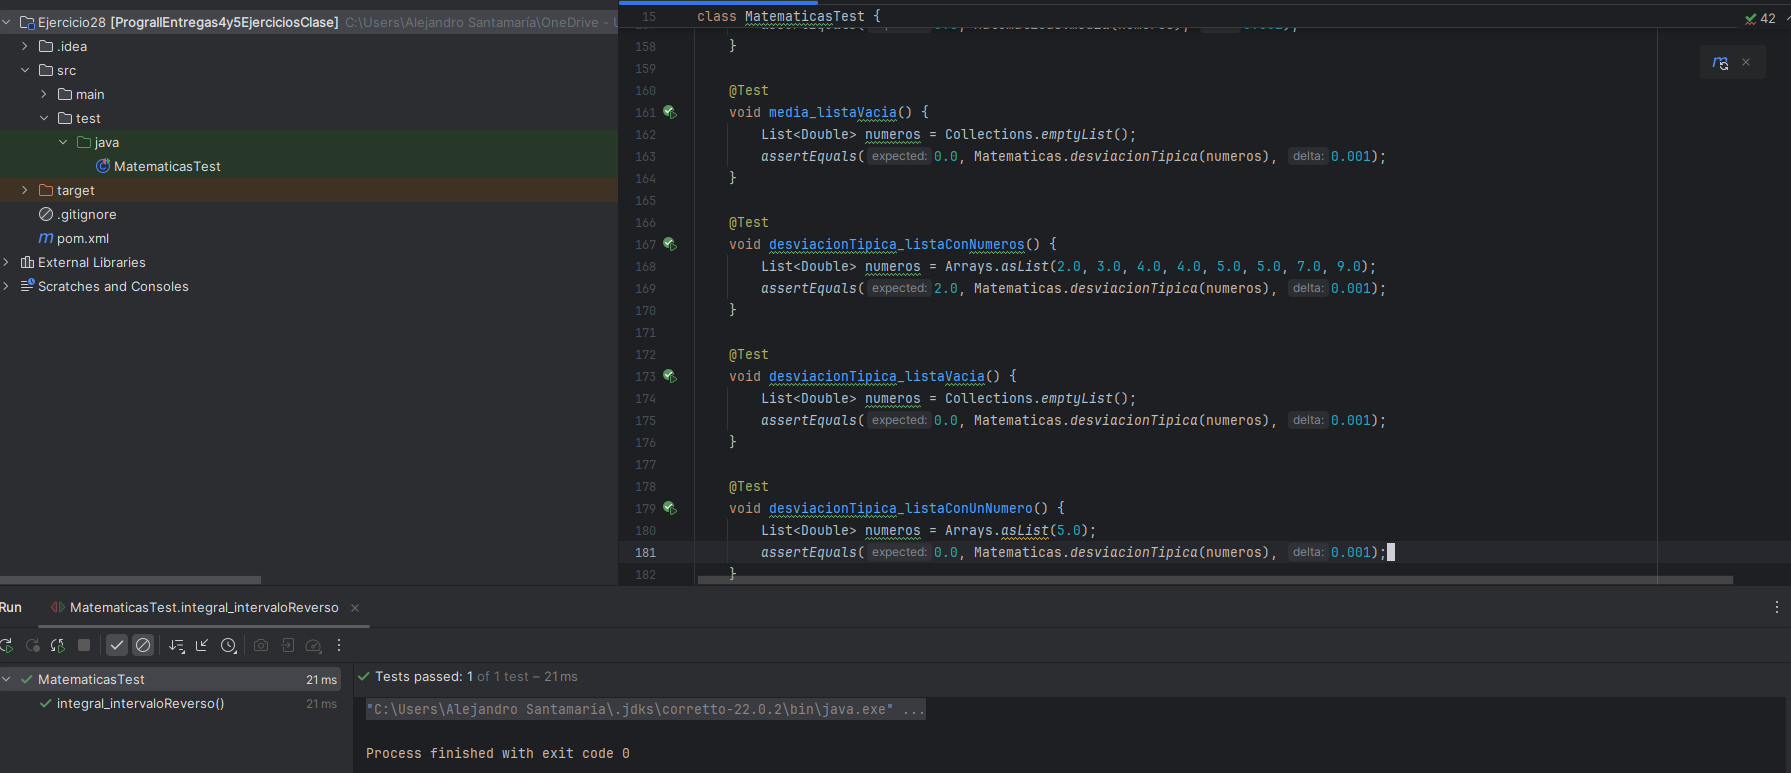 Ejercicio28 [PrograllEntregas4y5EjerciciosClase] C:\Users\Alejandro Santamaría\OneDrive - U
.idea
src
main
test
java
MatematicasTest
target
.gitignore
pom.xml
External Libraries
Scratches and Consoles
15 class MatematicasTest {
42
158 }
159
160 @Test
161 void media_listaVacia() {
162 List<Double> numeros = Collections.emptyList();
163 assertEquals( expected: 0.0, Matematicas.desviacionTipica(numeros), delta: 0.001);
164 }
165
166 @Test
167 void desviacionTipica_listaConNumeros() {
168 List<Double> numeros = Arrays.asList(2.0, 3.0, 4.0, 4.0, 5.0, 5.0, 7.0, 9.0);
169 assertEquals( expected: 2.0, Matematicas.desviacionTipica(numeros), delta: 0.001);
170 }
171
172 @Test
173 void desviacionTipica_listaVacia() {
174 List<Double> numeros = Collections.emptyList();
175 assertEquals( expected: 0.0, Matematicas.desviacionTipica(numeros), delta: 0.001);
176 }
177
178 @Test
179 void desviacionTipica_listaConUnNumero() {
180 List<Double> numeros = Arrays.asList(5.0);
181 assertEquals( expected: 0.0, Matematicas.desviacionTipica(numeros), delta: 0.001);
182 }
Run MatematicasTest.integral_intervaloReverso
MatematicasTest 21 ms
integral_intervaloReverso() 21 ms
Tests passed: 1 of 1 test – 21 ms
"C:\Users\Alejandro Santamaría\.jdks\corretto-22.0.2\bin\java.exe" ...
Process finished with exit code 0